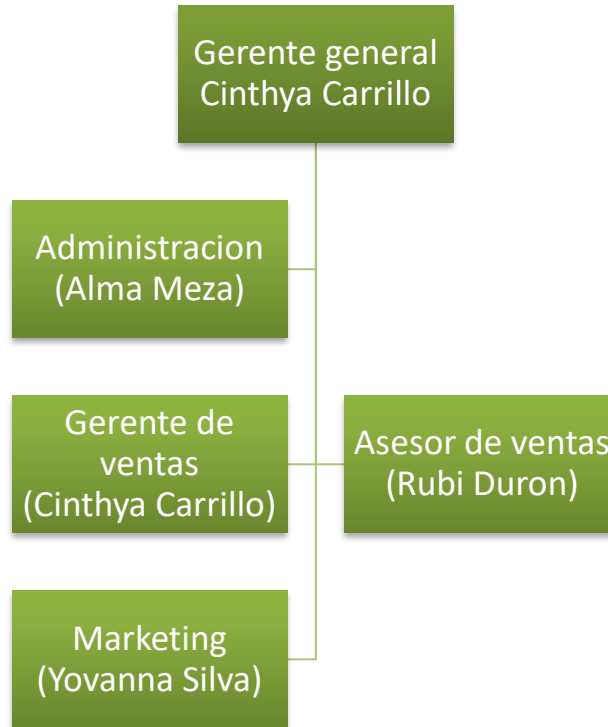 Gerente general
Cinthya Carrillo
Administracion
(Alma Meza)
Gerente de
ventas
(Cinthya Carrillo)
Asesor de ventas
(Rubi Duron)
Marketing
(Yovanna Silva)